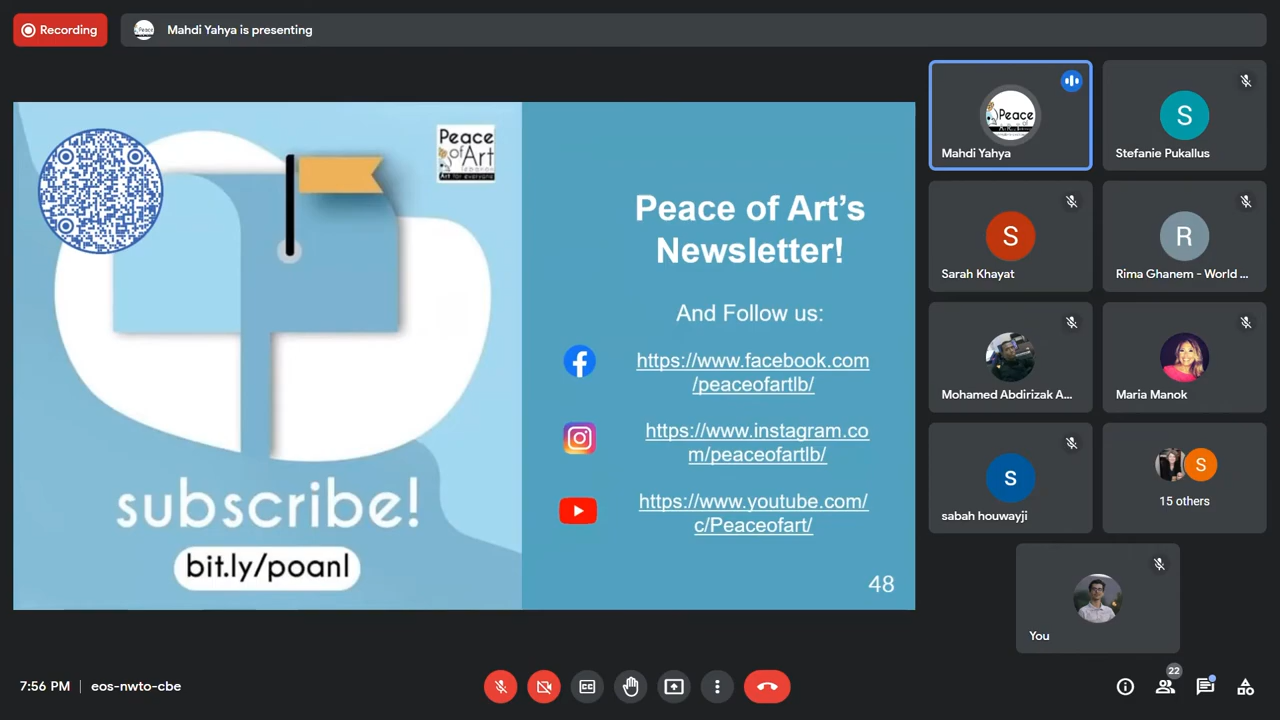 Recording
Mahdi Yahya is presenting
Peace
of Art
Art for everyone
Peace of Art's
Newsletter!
And Follow us:
https://www.facebook.com
/peaceofartlb/
https://www.instagram.co
m/peaceofartlb/
https://www.youtube.com/
c/Peaceofart/
subscribe!
bit.ly/poanl
48
Peace
Mahdi Yahya
S
Stefanie Pukallus
S
Sarah Khayat
R
Rima Ghanem - World ...
Mohamed Abdirizak A...
Maria Manok
s
sabah houwayji
S
15 others
You
7:56 PM | eos-nwto-cbe
22